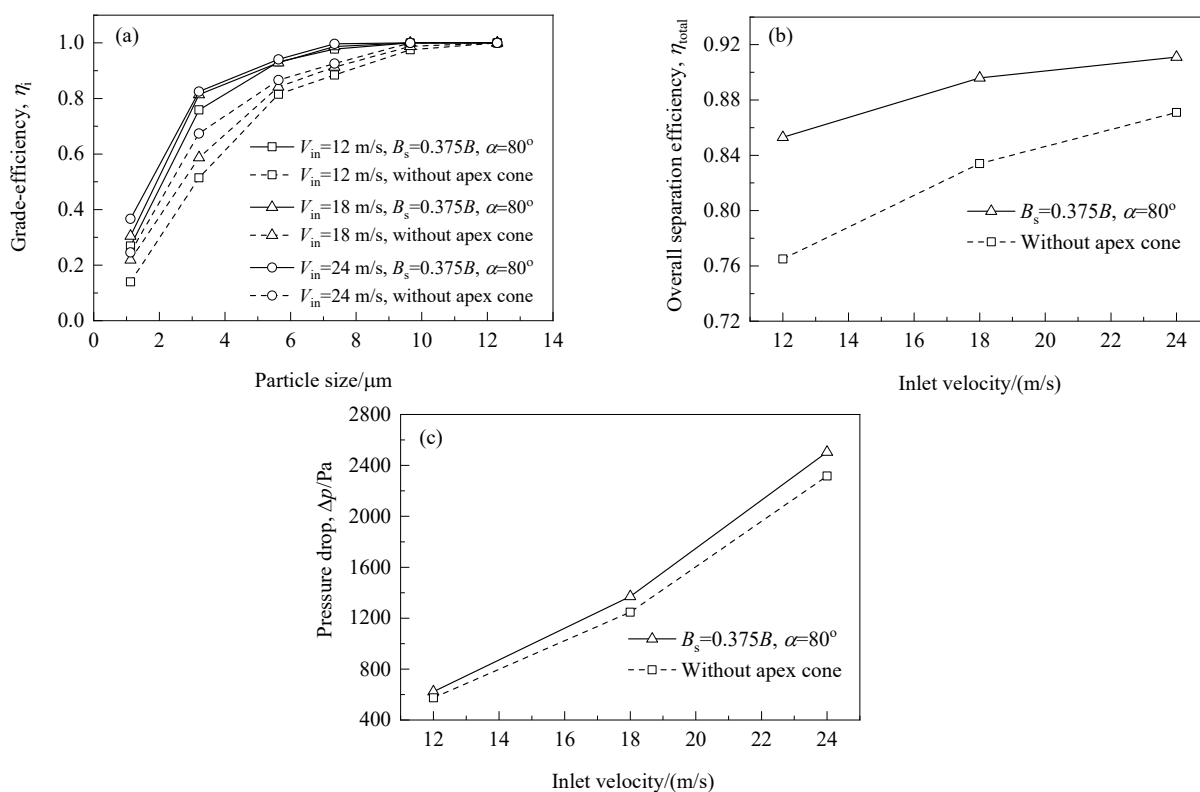 (a)
Grade-efficiency, ηi
1.0
0.8
0.6
0.4
0.2
0.0
0 2 4 6 8 10 12 14
Particle size/μm
Vin=12 m/s, Bs=0.375B, α=80°
Vin=12 m/s, without apex cone
Vin=18 m/s, Bs=0.375B, α=80°
Vin=18 m/s, without apex cone
Vin=24 m/s, Bs=0.375B, α=80°
Vin=24 m/s, without apex cone
(b)
Overall separation efficiency, ηtotal
0.92
0.88
0.84
0.80
0.76
0.72
12 14 16 18 20 22 24
Inlet velocity/(m/s)
Bs=0.375B, α=80°
Without apex cone
(c)
Pressure drop, Δp/Pa
2800
2400
2000
1600
1200
800
400
12 14 16 18 20 22 24
Inlet velocity/(m/s)
Bs=0.375B, α=80°
Without apex cone